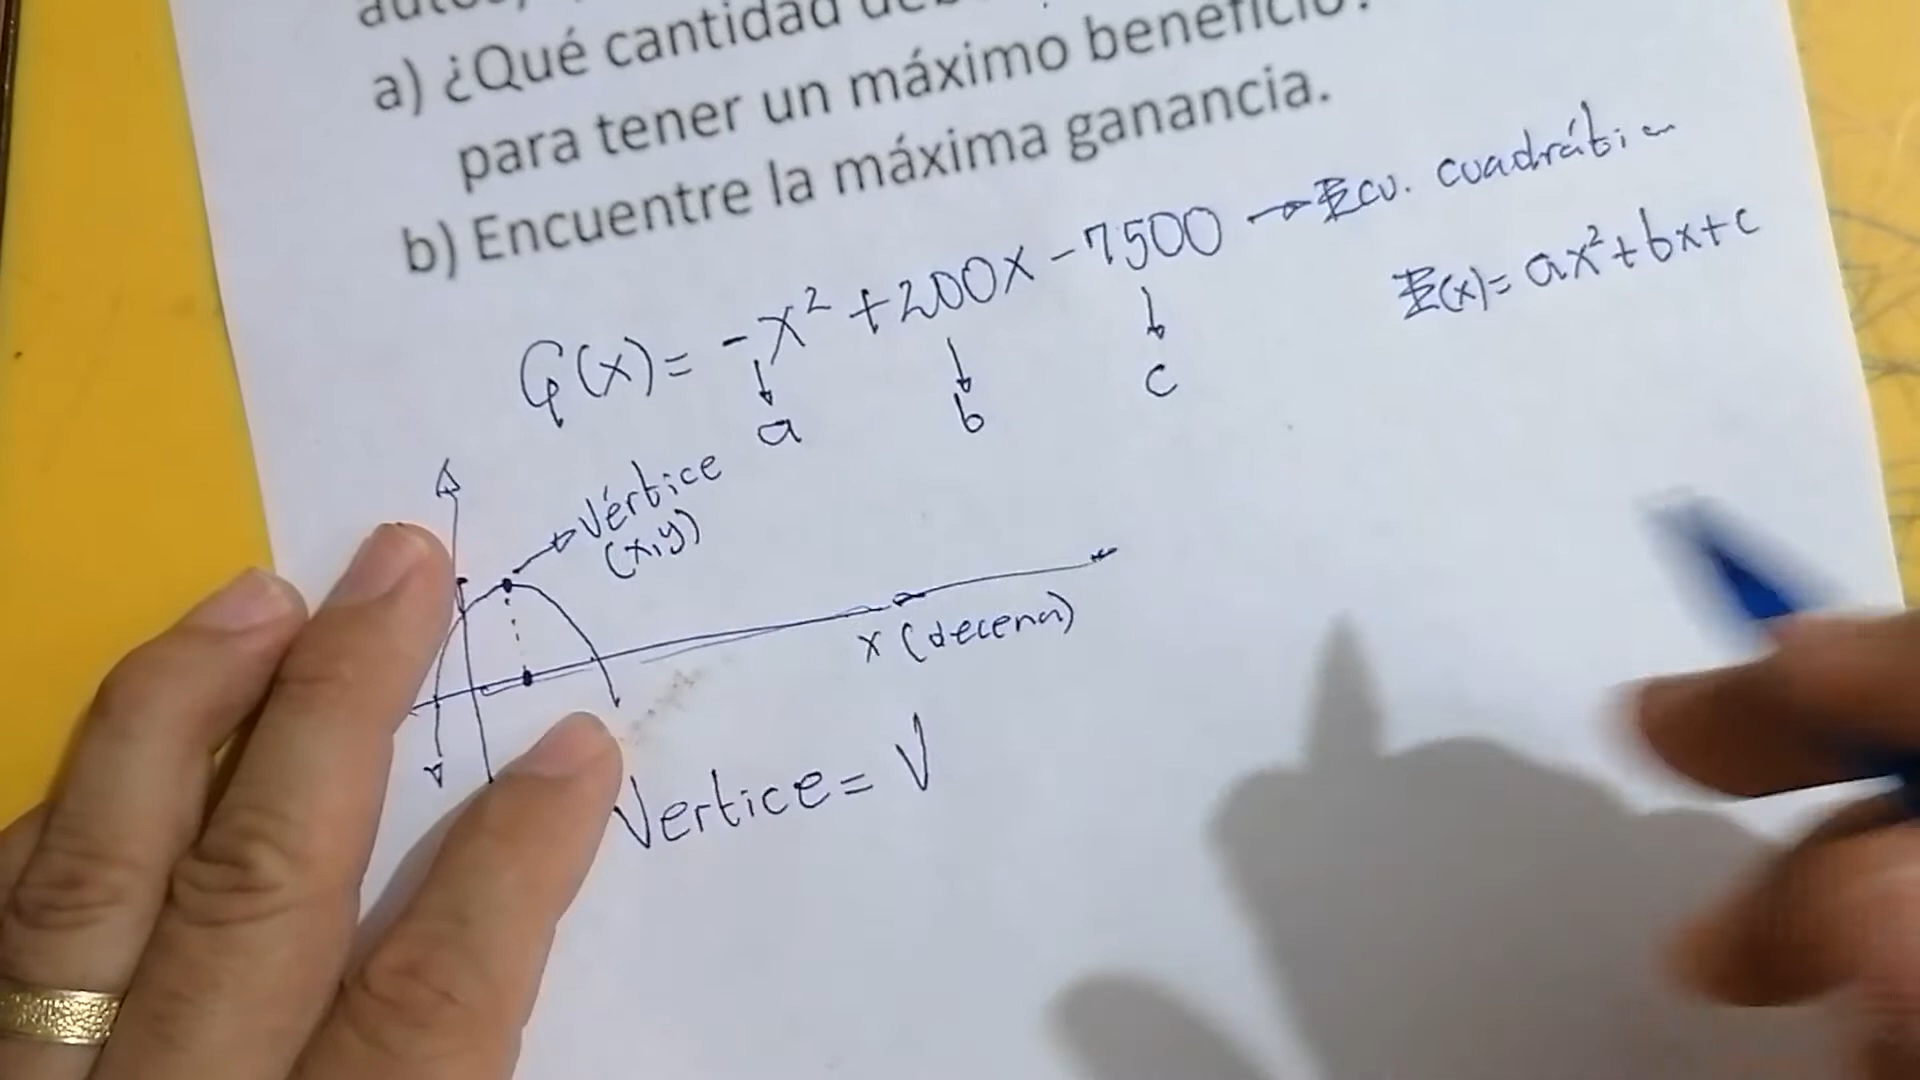 a) ¿Qué cantidad
para tener un máximo beneficio?
b) Encuentre la máxima ganancia.
G(x) = -x² + 200x - 7500 → Ecu. cuadrática
E(x) = ax² + bx + c
a b c
Vértice
(x,y)
x (decena)
Vertice = V